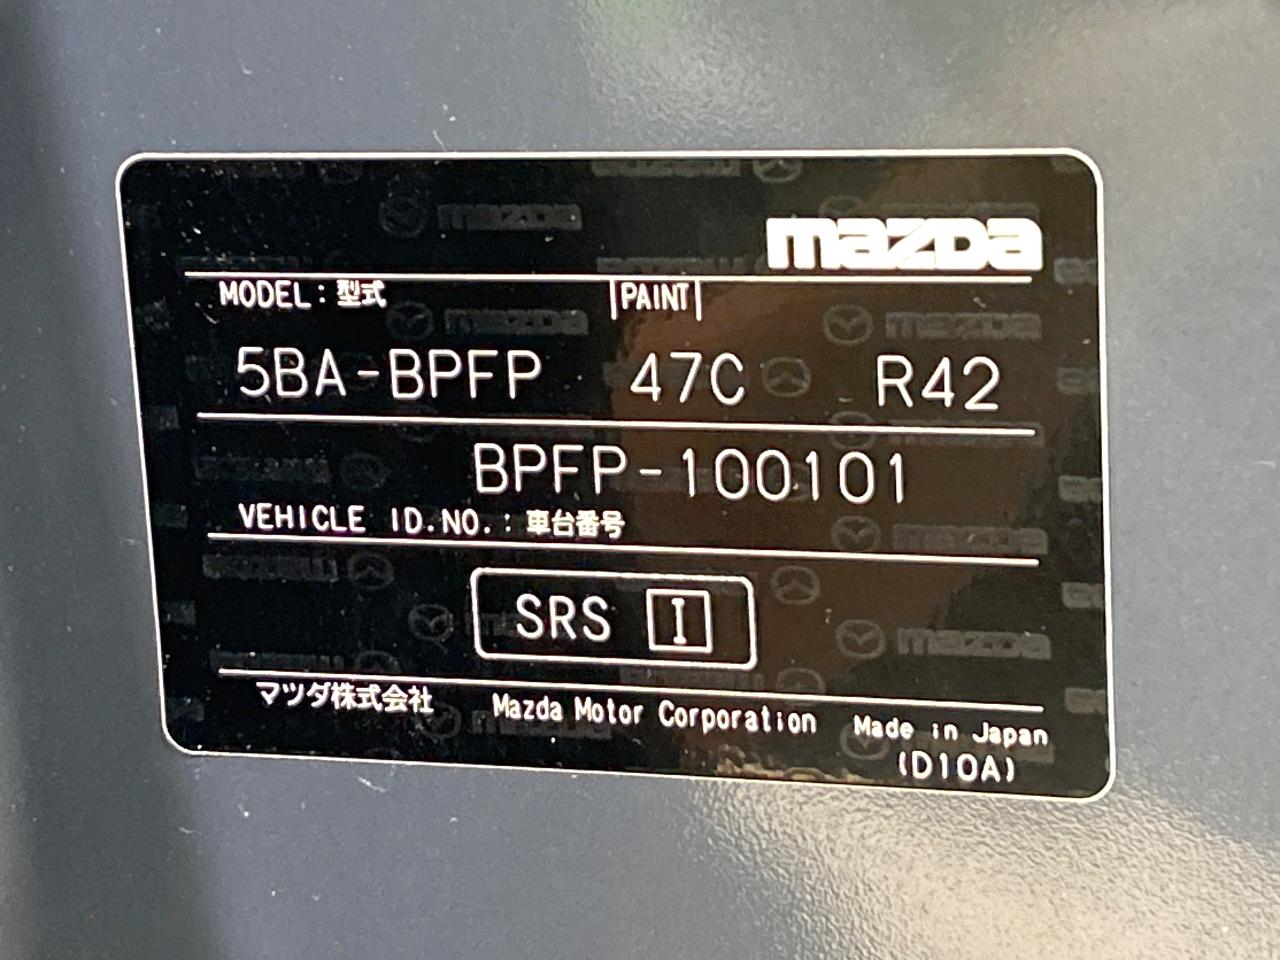 mazda
MODEL : 型式 PAINT
5BA-BPFP 47C R42
BPFP-100101
VEHICLE ID.NO. : 車台番号
SRS I
マツダ株式会社 Mazda Motor Corporation Made in Japan
(D10A)